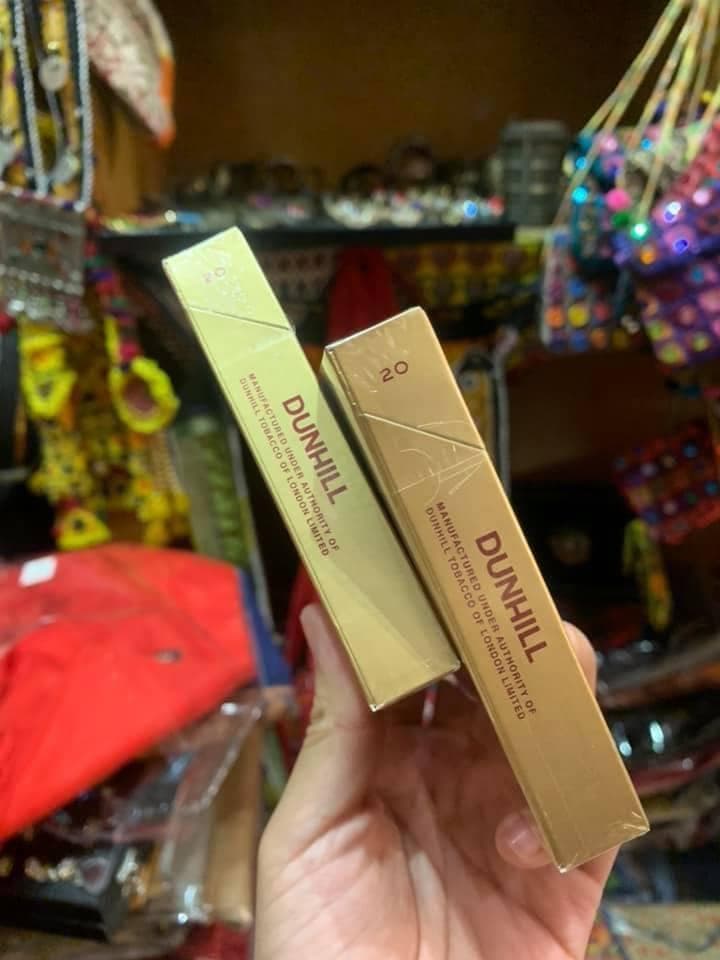 20
DUNHILL
MANUFACTURED UNDER AUTHORITY OF
DUNHILL TOBACCO OF LONDON LIMITED
20
DUNHILL
MANUFACTURED UNDER AUTHORITY OF
DUNHILL TOBACCO OF LONDON LIMITED